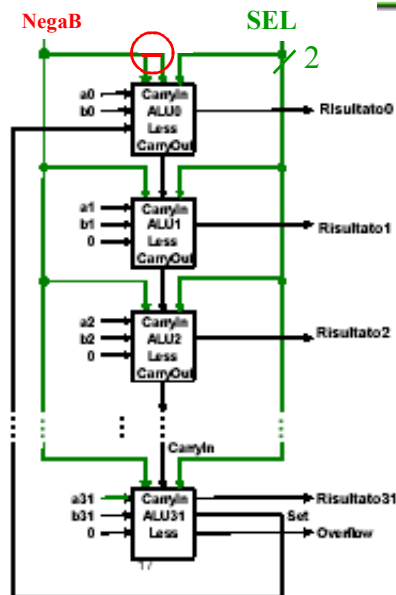 NegaB SEL
2
a0 CarryIn
b0 ALU0 Risultato0
Less
CarryOut
a1 CarryIn
b1 ALU1 Risultato1
0 Less
CarryOut
a2 CarryIn
b2 ALU2 Risultato2
0 Less
CarryOut
CarryIn
a31 CarryIn Risultato31
b31 ALU31 Set
0 Less Overflow
17